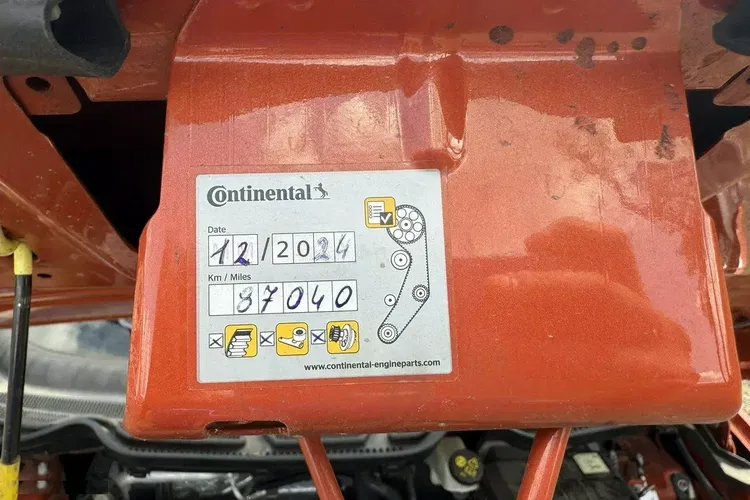 Continental
Date
12/2024
Km / Miles
87040
www.continental-engineparts.com